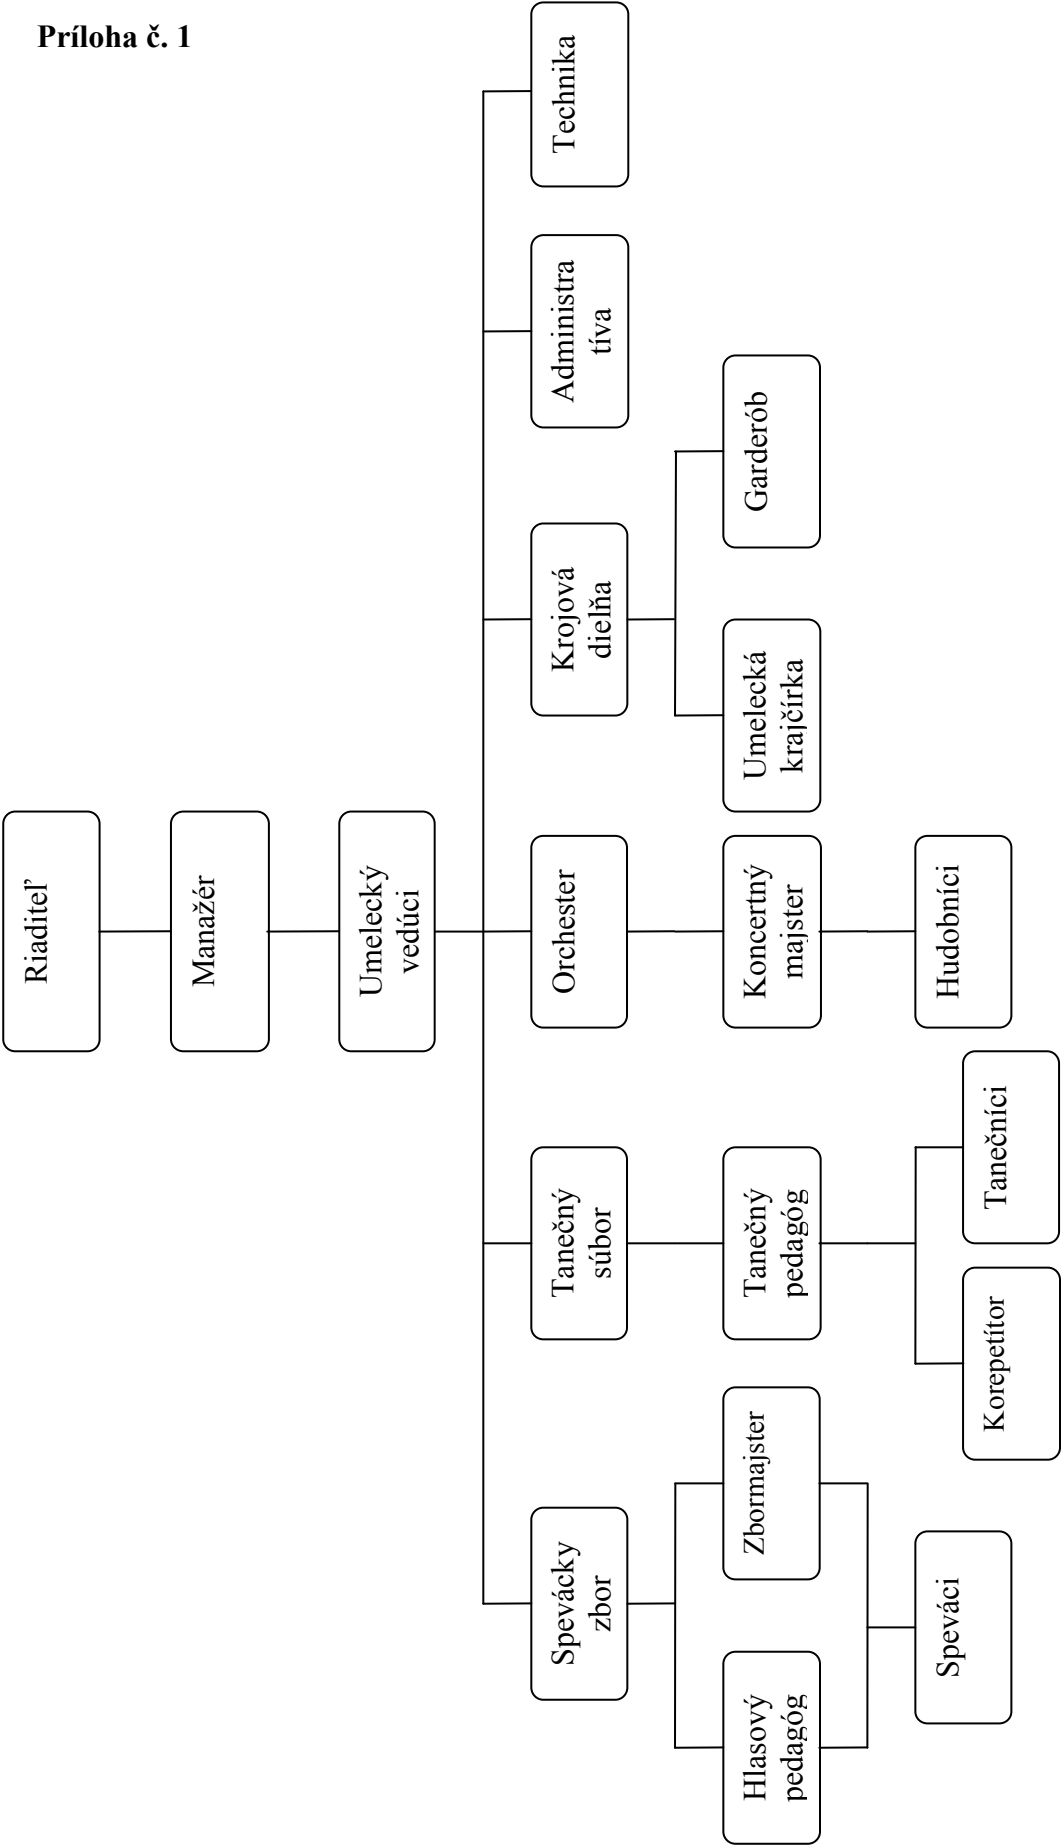 Príloha č. 1
Riaditeľ
Manažér
Umelecký
vedúci
Spevácky
zbor
Tanečný
súbor
Orchester
Krojová
dielňa
Administra
tíva
Technika
Hlasový
pedagóg
Zbormajster
Tanečný
pedagóg
Koncertný
majster
Umelecká
krajčírka
Garderób
Speváci
Korepetítor
Tanečníci
Hudobníci